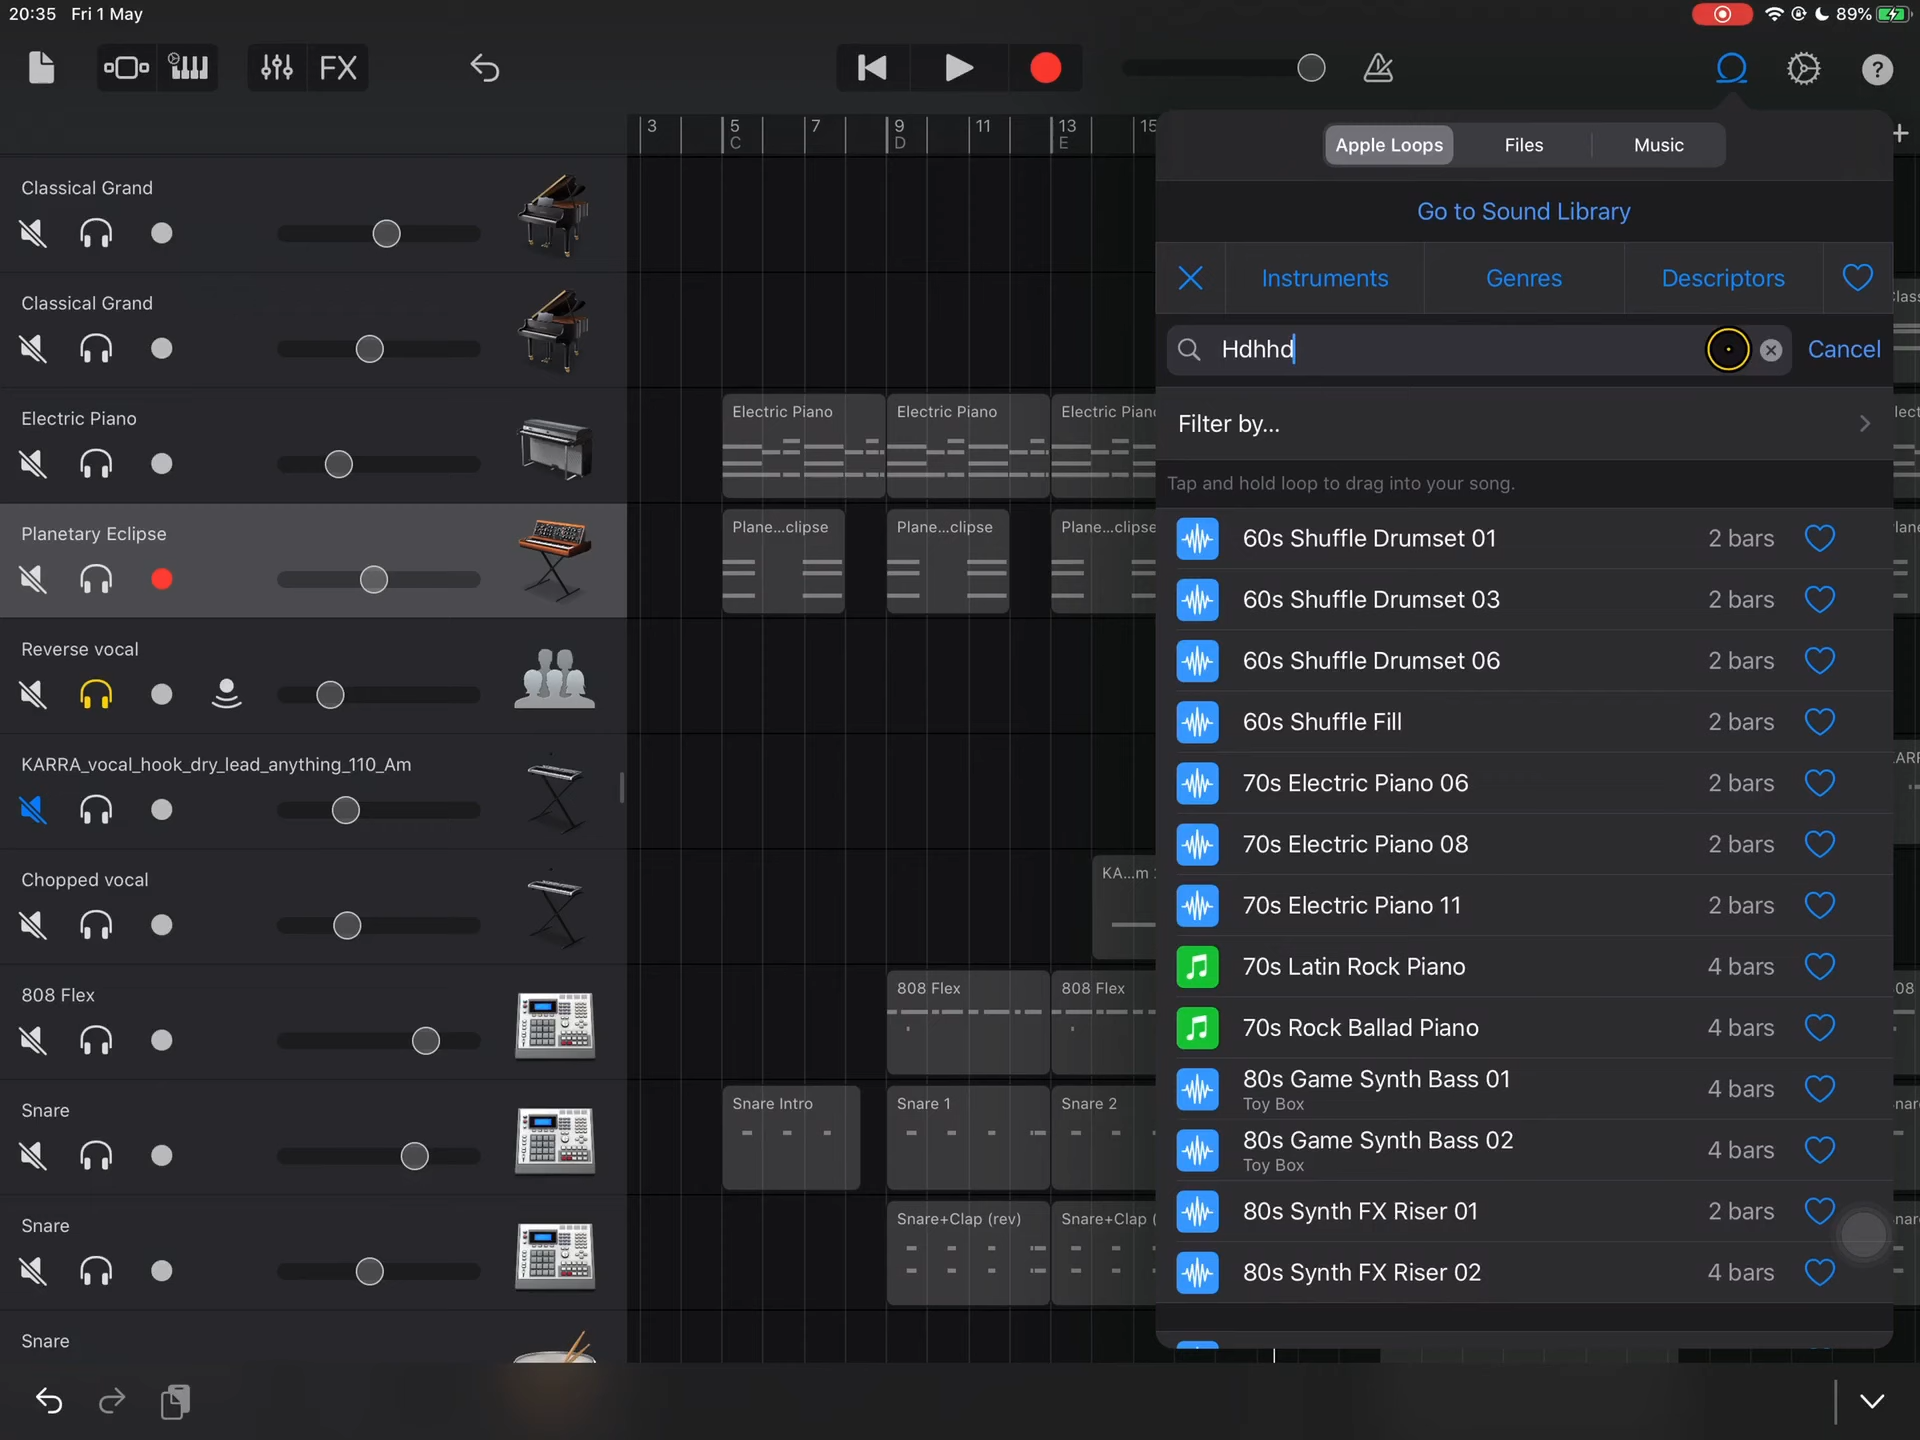 20:35 Fri 1 May
89%
FX
?
3 5 7 9 11 13 15
C D E
Apple Loops Files Music
Go to Sound Library
Instruments Genres Descriptors
Hdhhd
Cancel
Filter by...
Tap and hold loop to drag into your song.
60s Shuffle Drumset 01 2 bars
60s Shuffle Drumset 03 2 bars
60s Shuffle Drumset 06 2 bars
60s Shuffle Fill 2 bars
70s Electric Piano 06 2 bars
70s Electric Piano 08 2 bars
70s Electric Piano 11 2 bars
70s Latin Rock Piano 4 bars
70s Rock Ballad Piano 4 bars
80s Game Synth Bass 01 4 bars
Toy Box
80s Game Synth Bass 02 4 bars
Toy Box
80s Synth FX Riser 01 2 bars
80s Synth FX Riser 02 4 bars
Classical Grand
Classical Grand
Electric Piano
Electric Piano Electric Piano Electric Piano
Planetary Eclipse
Plane...clipse Plane...clipse Plane...clipse
Reverse vocal
KARRA_vocal_hook_dry_lead_anything_110_Am
Chopped vocal
KA...m
808 Flex
808 Flex 808 Flex
Snare
Snare Intro Snare 1 Snare 2
Snare
Snare+Clap (rev) Snare+Clap (
Snare